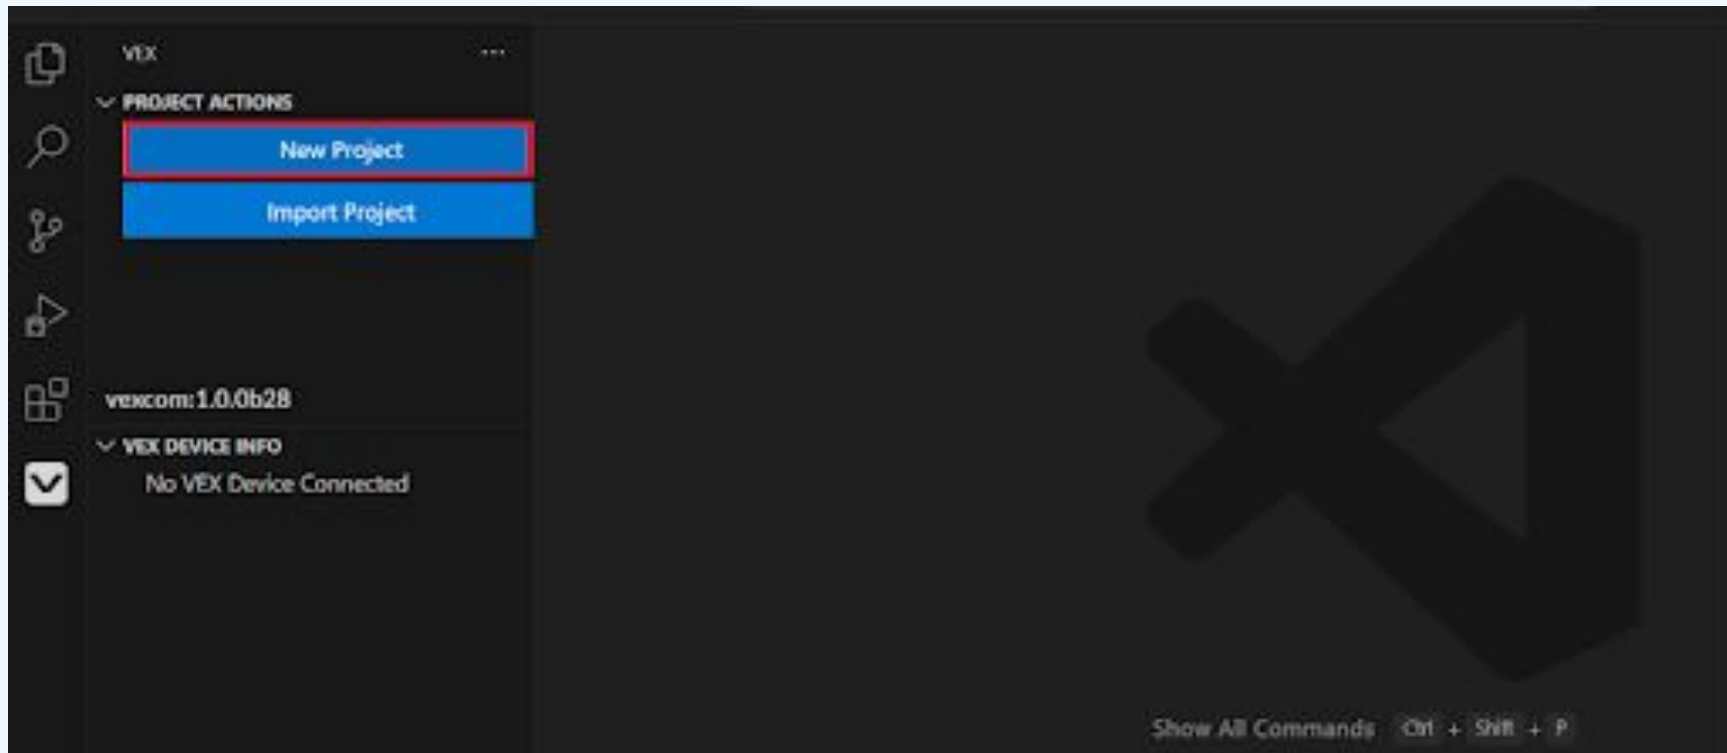 VEX ...
PROJECT ACTIONS
New Project
Import Project
vexcom:1.0.0b28
VEX DEVICE INFO
No VEX Device Connected
Show All Commands Ctrl + Shift + P